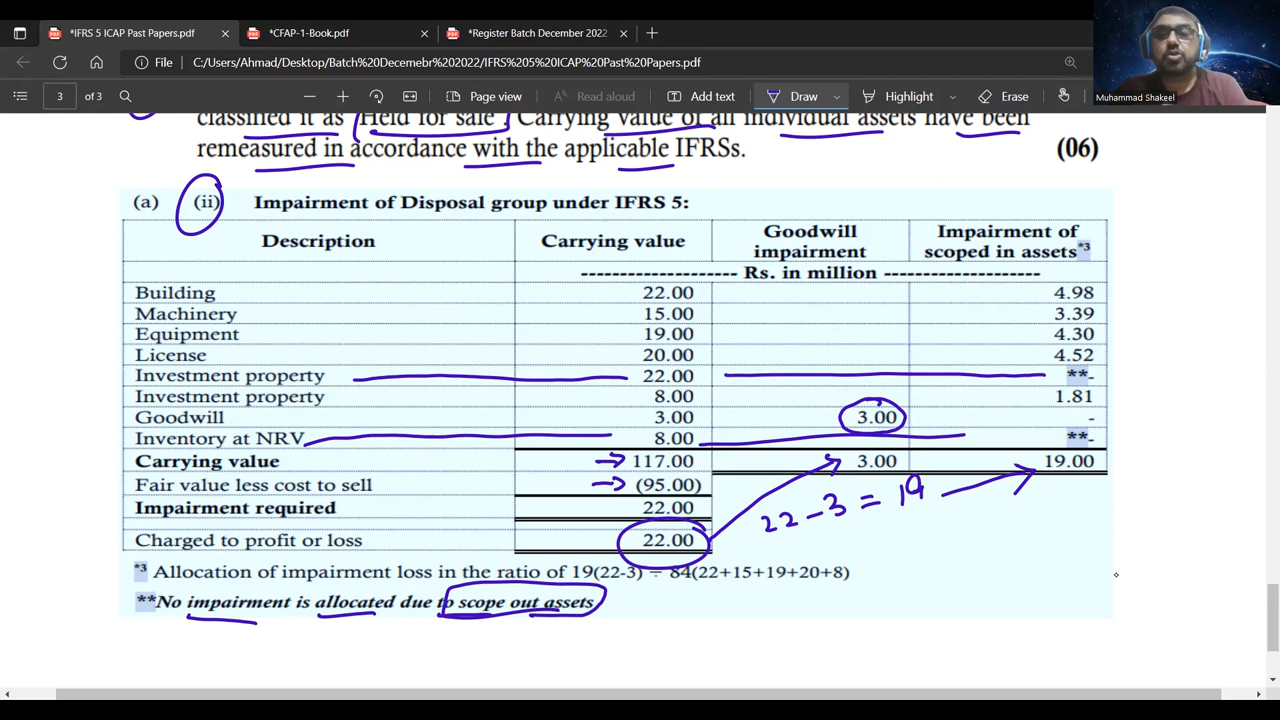 *IFRS 5 ICAP Past Papers.pdf
*CFAP-1-Book.pdf
*Register Batch December 2022
File C:/Users/Ahmad/Desktop/Batch%20Decemebr%202022/IFRS%205%20ICAP%20Past%20Papers.pdf
3 of 3 Page view Read aloud Add text Draw Highlight Erase
Muhammad Shakeel
classified it as 'Held for sale'. Carrying value of all individual assets have been
remeasured in accordance with the applicable IFRSs. (06)
(a) (ii) Impairment of Disposal group under IFRS 5:
Description Carrying value Goodwill impairment Impairment of scoped in assets*3
-------------------- Rs. in million --------------------
Building 22.00 4.98
Machinery 15.00 3.39
Equipment 19.00 4.30
License 20.00 4.52
Investment property 22.00 **-
Investment property 8.00 1.81
Goodwill 3.00 3.00 -
Inventory at NRV 8.00 **-
Carrying value 117.00 3.00 19.00
Fair value less cost to sell (95.00)
Impairment required 22.00
22-3=19
Charged to profit or loss 22.00
*3 Allocation of impairment loss in the ratio of 19(22-3) ÷ 84(22+15+19+20+8)
**No impairment is allocated due to scope out assets